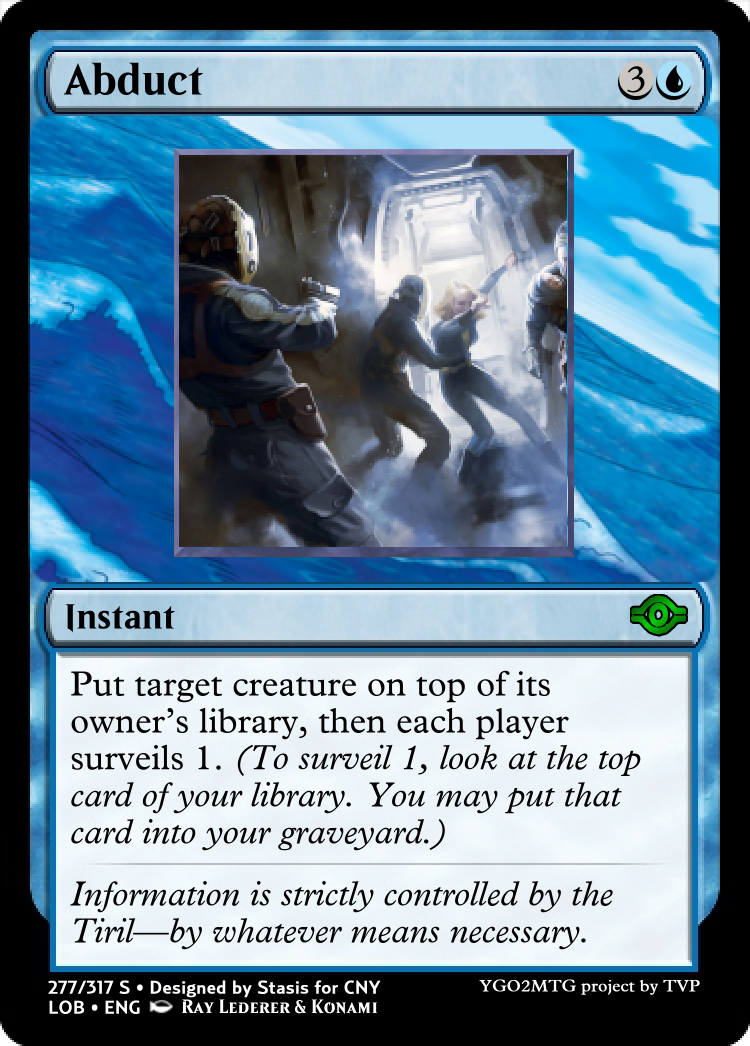 Abduct
3
Instant
Put target creature on top of its
owner's library, then each player
surveils 1. (To surveil 1, look at the top
card of your library. You may put that
card into your graveyard.)
Information is strictly controlled by the
Tiril—by whatever means necessary.
277/317 S • Designed by Stasis for CNY
YGO2MTG project by TVP
LOB • ENG Ray Lederer & Konami